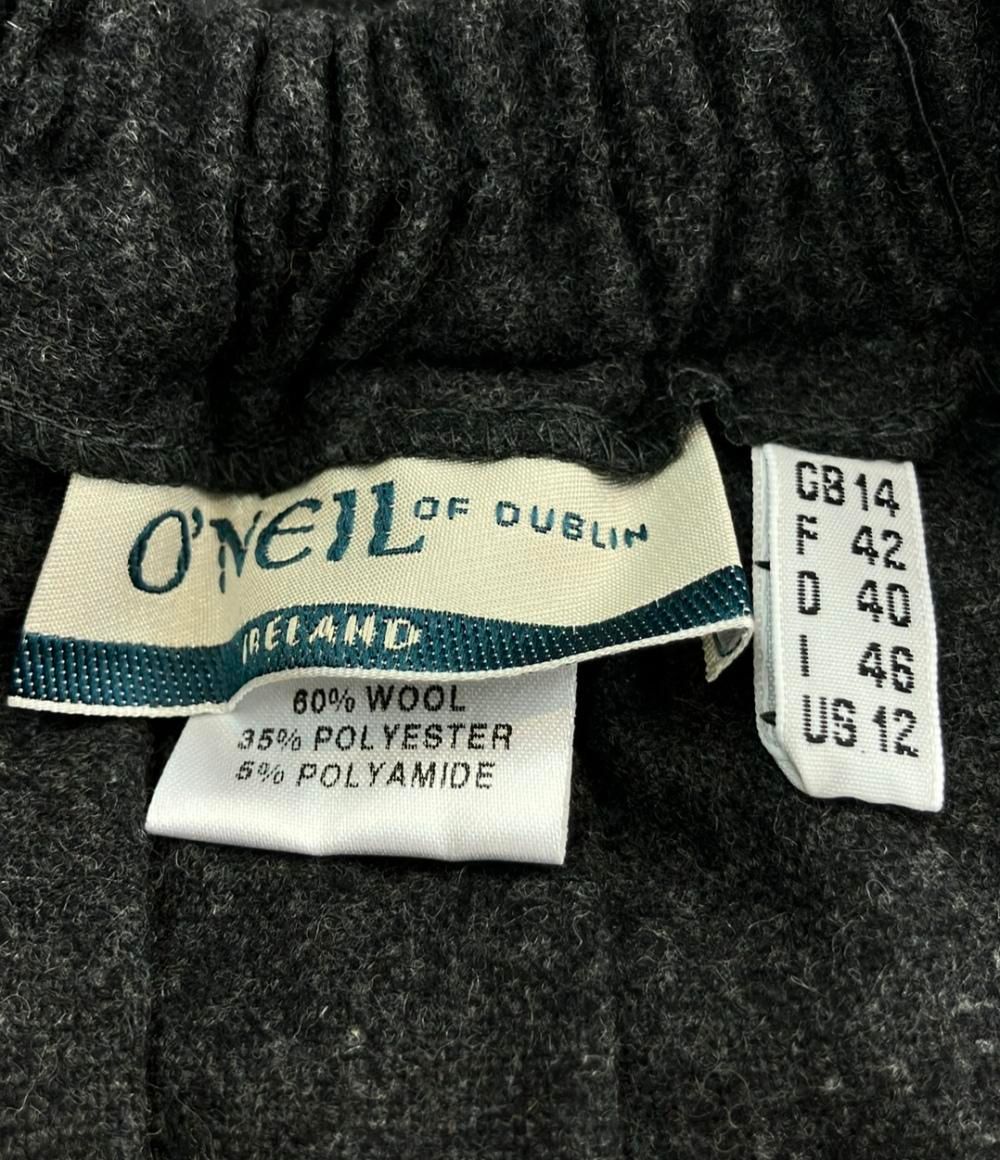 O'NEIL OF DUBLIN
IRELAND
60% WOOL
35% POLYESTER
5% POLYAMIDE
GB 14
F 42
D 40
I 46
US 12